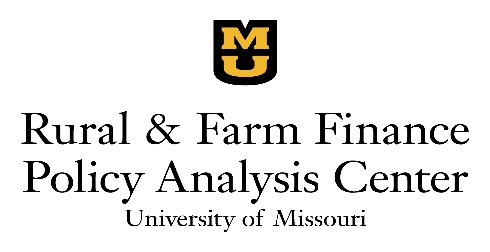 MU
Rural & Farm Finance
Policy Analysis Center
University of Missouri